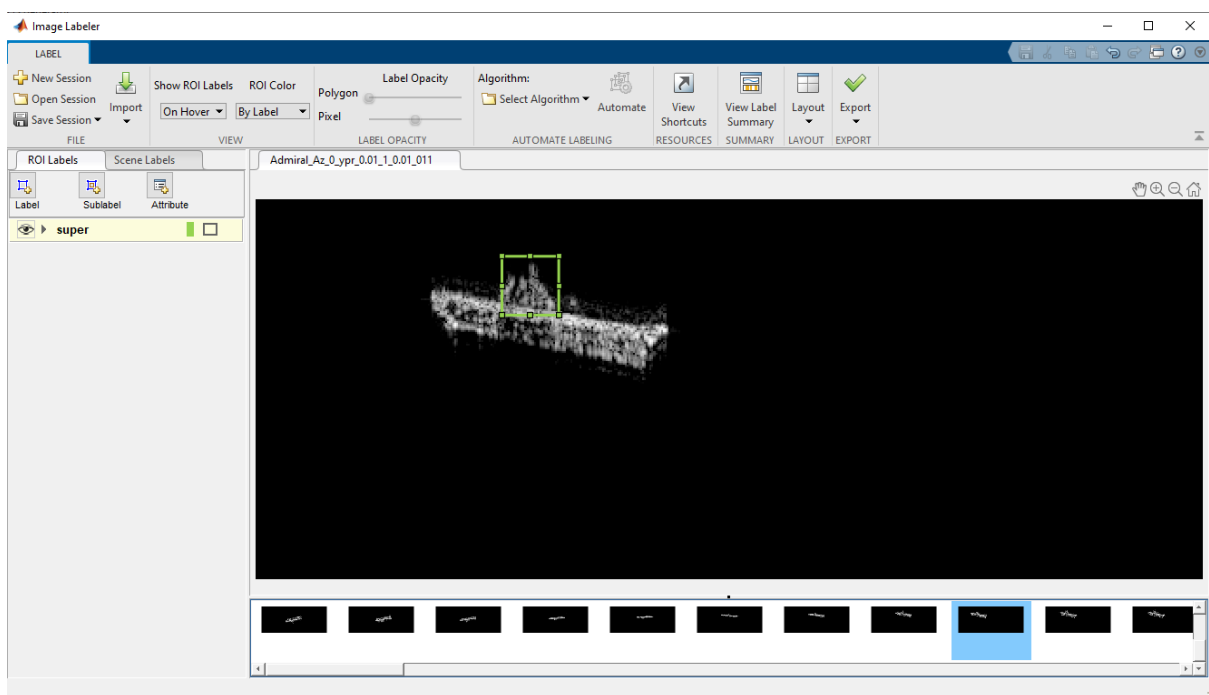 Image Labeler
LABEL
New Session
Open Session
Save Session
Import
FILE
Show ROI Labels
On Hover
ROI Color
By Label
VIEW
Label Opacity
Polygon
Pixel
LABEL OPACITY
Algorithm:
Select Algorithm
Automate
AUTOMATE LABELING
View
Shortcuts
RESOURCES
View Label
Summary
SUMMARY
Layout
LAYOUT
Export
EXPORT
ROI Labels
Scene Labels
Label
Sublabel
Attribute
super
Admiral_Az_0_ypr_0.01_1_0.01_011